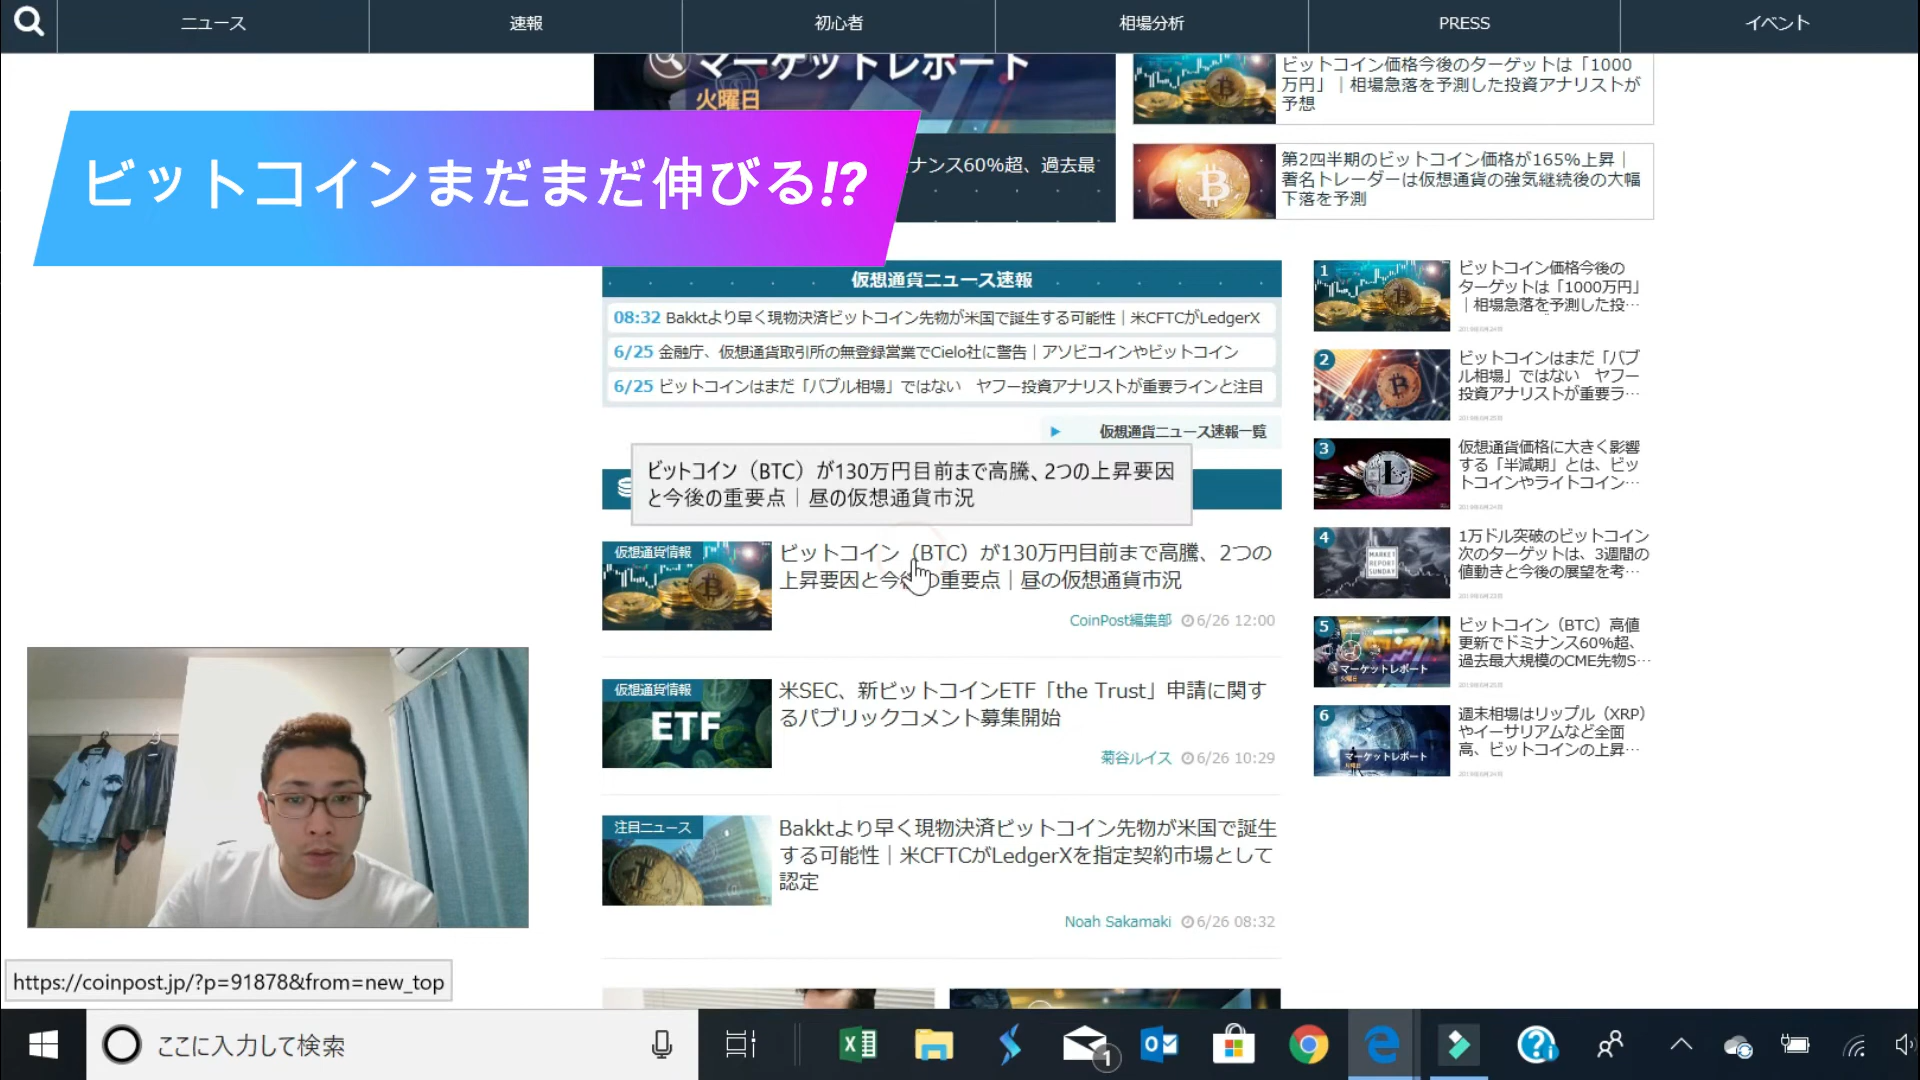 ニュース
速報
初心者
相場分析
PRESS
イベント
マーケットレポート
火曜日
ナンス60%超、過去最
ビットコイン価格今後のターゲットは「1000
万円」｜相場急落を予測した投資アナリストが
予想
第2四半期のビットコイン価格が165%上昇｜
著名トレーダーは仮想通貨の強気継続後の大幅
下落を予測
ビットコインまだまだ伸びる!?
仮想通貨ニュース速報
08:32 Bakktより早く現物決済ビットコイン先物が米国で誕生する可能性｜米CFTCがLedgerX
6/25 金融庁、仮想通貨取引所の無登録営業でCielo社に警告｜アソビコインやビットコイン
6/25 ビットコインはまだ「バブル相場」ではない　ヤフー投資アナリストが重要ラインと注目
仮想通貨ニュース速報一覧
ビットコイン（BTC）が130万円目前まで高騰、2つの上昇要因
と今後の重要点｜昼の仮想通貨市況
仮想通貨情報
ビットコイン（BTC）が130万円目前まで高騰、2つの
上昇要因と今後の重要点｜昼の仮想通貨市況
CoinPost編集部 6/26 12:00
仮想通貨情報
ETF
米SEC、新ビットコインETF「the Trust」申請に関す
るパブリックコメント募集開始
菊谷ルイス 6/26 10:29
注目ニュース
Bakktより早く現物決済ビットコイン先物が米国で誕生
する可能性｜米CFTCがLedgerXを指定契約市場として
認定
Noah Sakamaki 6/26 08:32
1
ビットコイン価格今後の
ターゲットは「1000万円」
｜相場急落を予測した投…
2
ビットコインはまだ「バブ
ル相場」ではない　ヤフー
投資アナリストが重要ラ…
3
仮想通貨価格に大きく影響
する「半減期」とは、ビッ
トコインやライトコイン…
4
MARKET
REPORT
SUNDAY
1万ドル突破のビットコイン
次のターゲットは、3週間の
値動きと今後の展望を考…
5
マーケットレポート
火曜日
ビットコイン（BTC）高値
更新でドミナンス60%超、
過去最大規模のCME先物S…
6
マーケットレポート
週末相場はリップル（XRP）
やイーサリアムなど全面
高、ビットコインの上昇…
https://coinpost.jp/?p=91878&from=new_top
ここに入力して検索
1